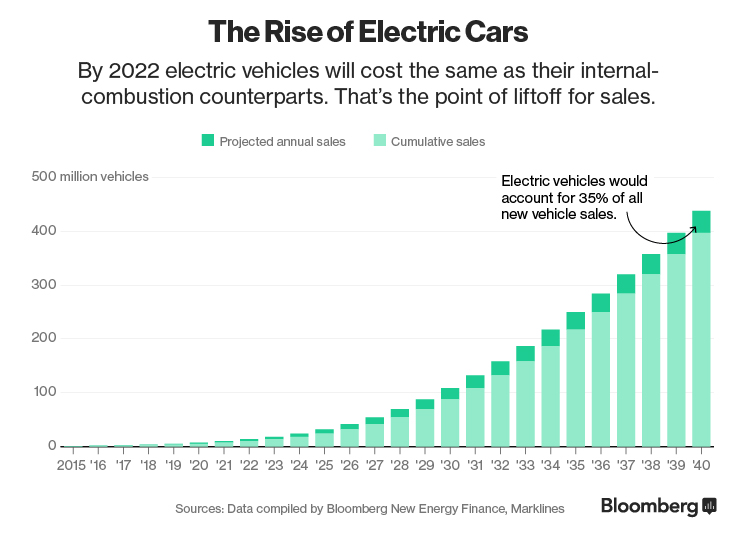 The Rise of Electric Cars
By 2022 electric vehicles will cost the same as their internal-
combustion counterparts. That's the point of liftoff for sales.
Projected annual sales Cumulative sales
500 million vehicles
Electric vehicles would
account for 35% of all
new vehicle sales.
400
300
200
100
0
2015 '16 '17 '18 '19 '20 '21 '22 '23 '24 '25 '26 '27 '28 '29 '30 '31 '32 '33 '34 '35 '36 '37 '38 '39 '40
Sources: Data compiled by Bloomberg New Energy Finance, Marklines
Bloomberg